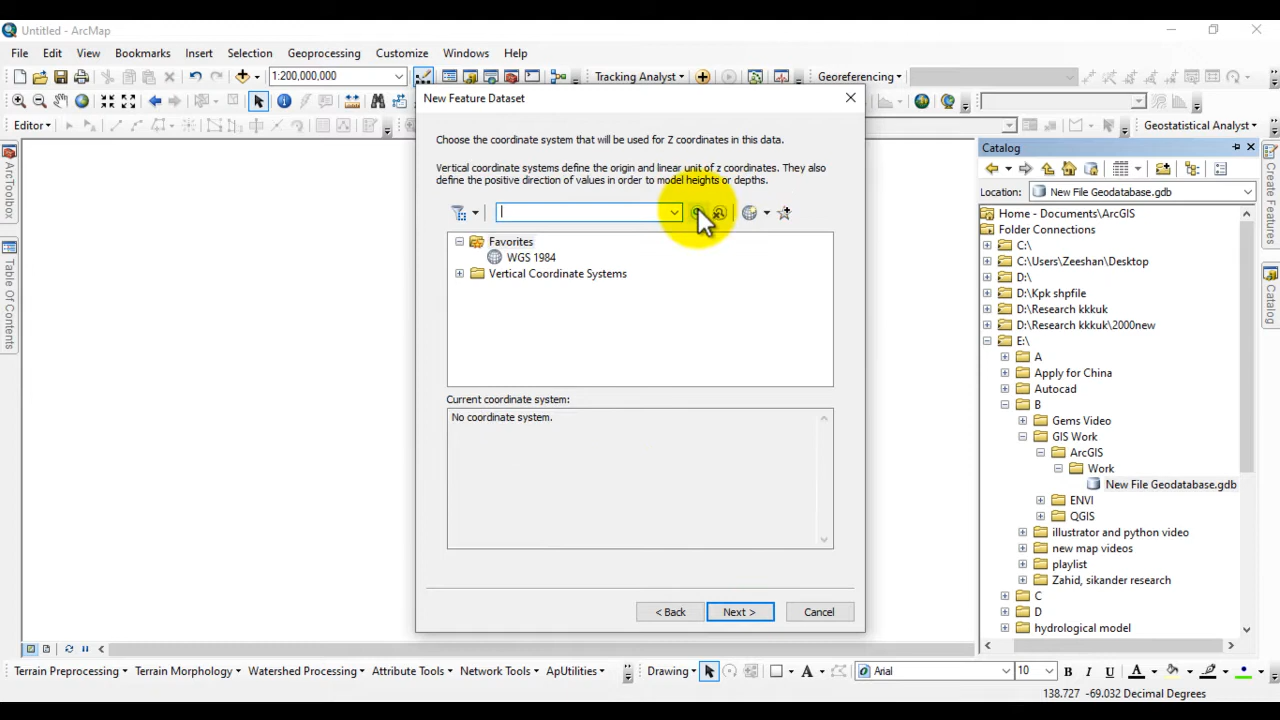 Untitled - ArcMap
File Edit View Bookmarks Insert Selection Geoprocessing Customize Windows Help
1:200,000,000 Tracking Analyst Georeferencing
Editor Geostatistical Analyst
New Feature Dataset
Choose the coordinate system that will be used for Z coordinates in this data.
Vertical coordinate systems define the origin and linear unit of z coordinates. They also
define the positive direction of values in order to model heights or depths.
Favorites
WGS 1984
Vertical Coordinate Systems
Current coordinate system:
No coordinate system.
< Back Next > Cancel
ArcToolbox
Table Of Contents
Catalog
Location: New File Geodatabase.gdb
Home - Documents\ArcGIS
Folder Connections
C:\
C:\Users\Zeeshan\Desktop
D:\
D:\Kpk shpfile
D:\Research kkkuk
D:\Research kkkuk\2000new
E:\
A
Apply for China
Autocad
B
Gems Video
GIS Work
ArcGIS
Work
New File Geodatabase.gdb
ENVI
QGIS
illustrator and python video
new map videos
playlist
Zahid, sikander research
C
D
hydrological model
Create Features
Catalog
Terrain Preprocessing Terrain Morphology Watershed Processing Attribute Tools Network Tools ApUtilities Drawing A Arial 10 B I U A
138.727 -69.032 Decimal Degrees